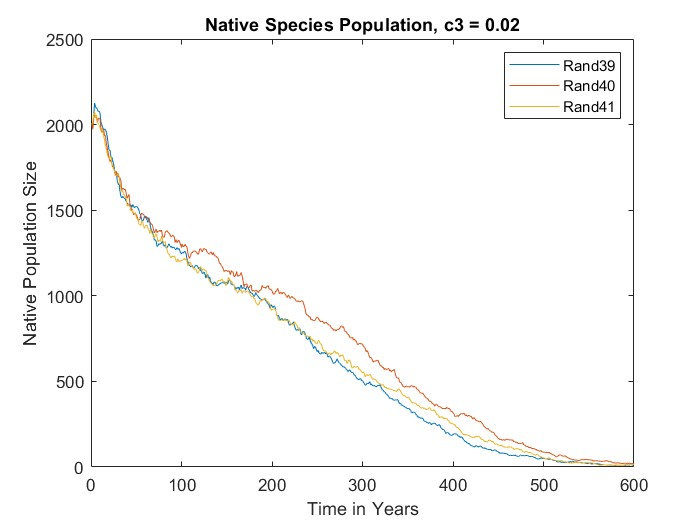 Native Species Population, c3 = 0.02
2500
2000
1500
1000
500
0
Native Population Size
Rand39
Rand40
Rand41
0 100 200 300 400 500 600
Time in Years